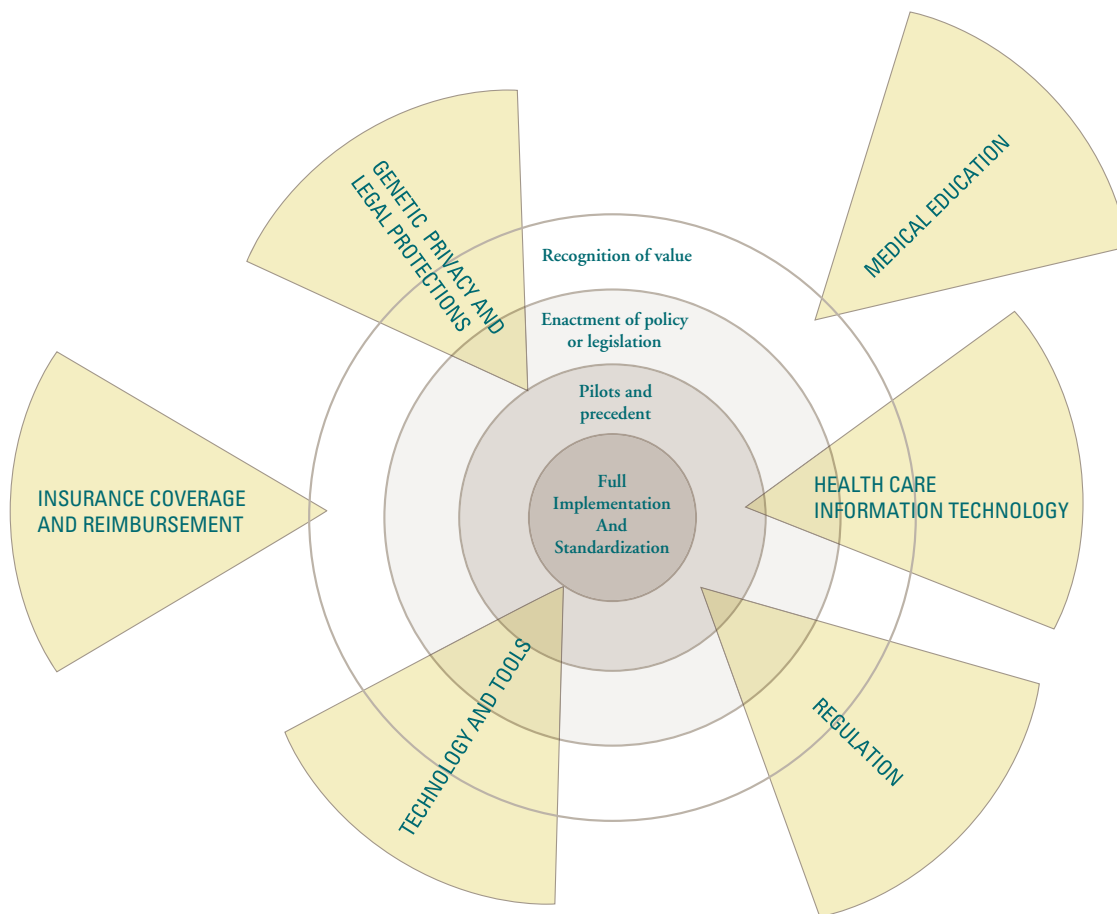 MEDICAL EDUCATION
GENETIC PRIVACY AND
LEGAL PROTECTIONS
Recognition of value
Enactment of policy
or legislation
Pilots and
precedent
Full
Implementation
And
Standardization
INSURANCE COVERAGE
AND REIMBURSEMENT
HEALTH CARE
INFORMATION TECHNOLOGY
TECHNOLOGY AND TOOLS
REGULATION